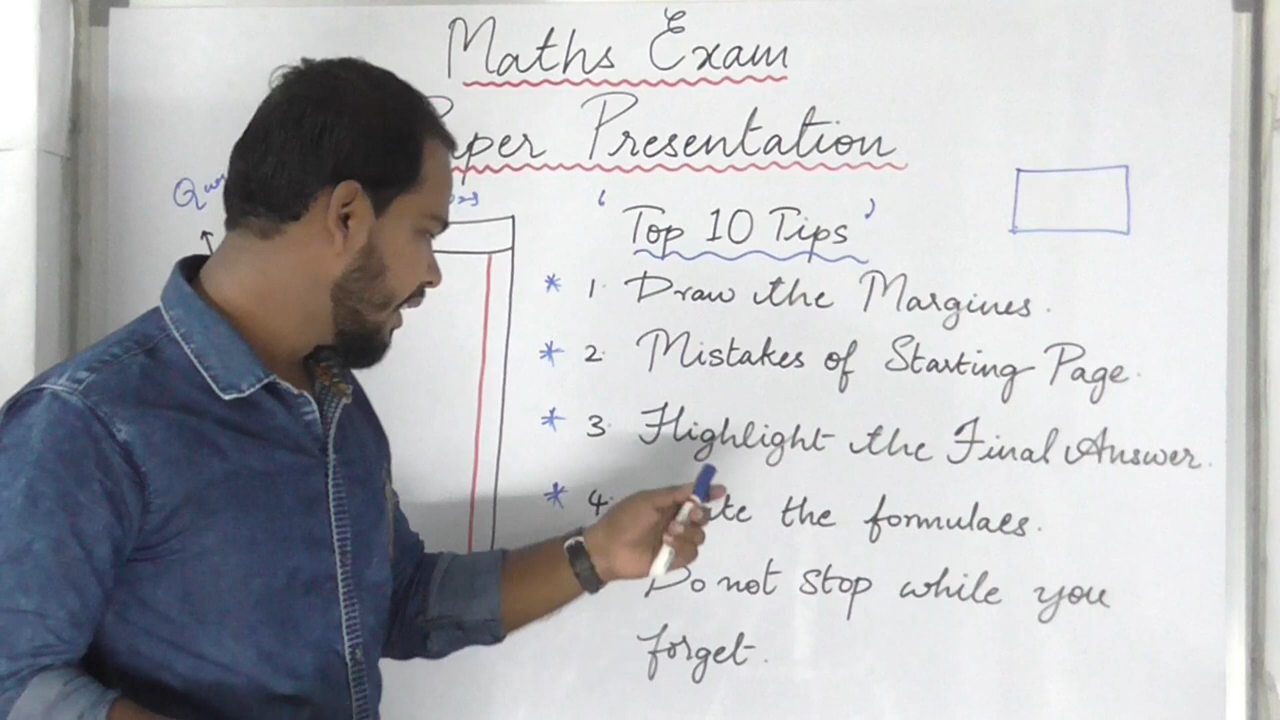 Maths Exam
Presentation
' Top 10 Tips '
* 1. Draw the Margines.
* 2. Mistakes of Starting Page.
* 3. Highlight the Final Answer.
* 4. the formulaes.
Do not stop while you
forget.